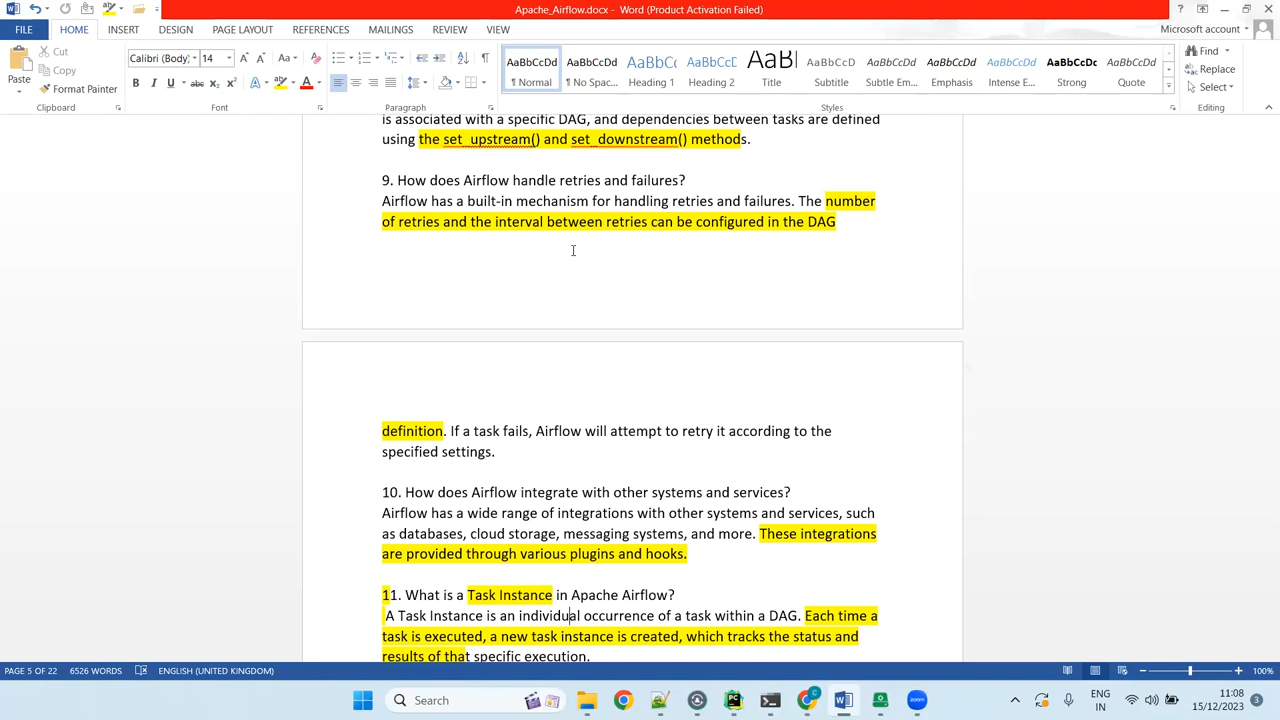 Apache_Airflow.docx - Word (Product Activation Failed)
FILE HOME INSERT DESIGN PAGE LAYOUT REFERENCES MAILINGS REVIEW VIEW
Microsoft account
Paste
Cut
Copy
Format Painter
Clipboard
Calibri (Body) 14
Font
Paragraph
AaBbCcDd AaBbCcDd AaBbC AaBbCcD AaB AaBbCcD AaBbCcDd AaBbCcDd AaBbCcDd AaBbCcDc AaBbCcDd
¶ Normal ¶ No Spac... Heading 1 Heading 2 Title Subtitle Subtle Em... Emphasis Intense E... Strong Quote
Styles
Find
Replace
Select
Editing
is associated with a specific DAG, and dependencies between tasks are defined
using the set_upstream() and set_downstream() methods.
9. How does Airflow handle retries and failures?
Airflow has a built-in mechanism for handling retries and failures. The number
of retries and the interval between retries can be configured in the DAG
definition. If a task fails, Airflow will attempt to retry it according to the
specified settings.
10. How does Airflow integrate with other systems and services?
Airflow has a wide range of integrations with other systems and services, such
as databases, cloud storage, messaging systems, and more. These integrations
are provided through various plugins and hooks.
11. What is a Task Instance in Apache Airflow?
A Task Instance is an individual occurrence of a task within a DAG. Each time a
task is executed, a new task instance is created, which tracks the status and
results of that specific execution.
PAGE 5 OF 22 6526 WORDS ENGLISH (UNITED KINGDOM) 100%
Search
ENG
IN
11:08
15/12/2023